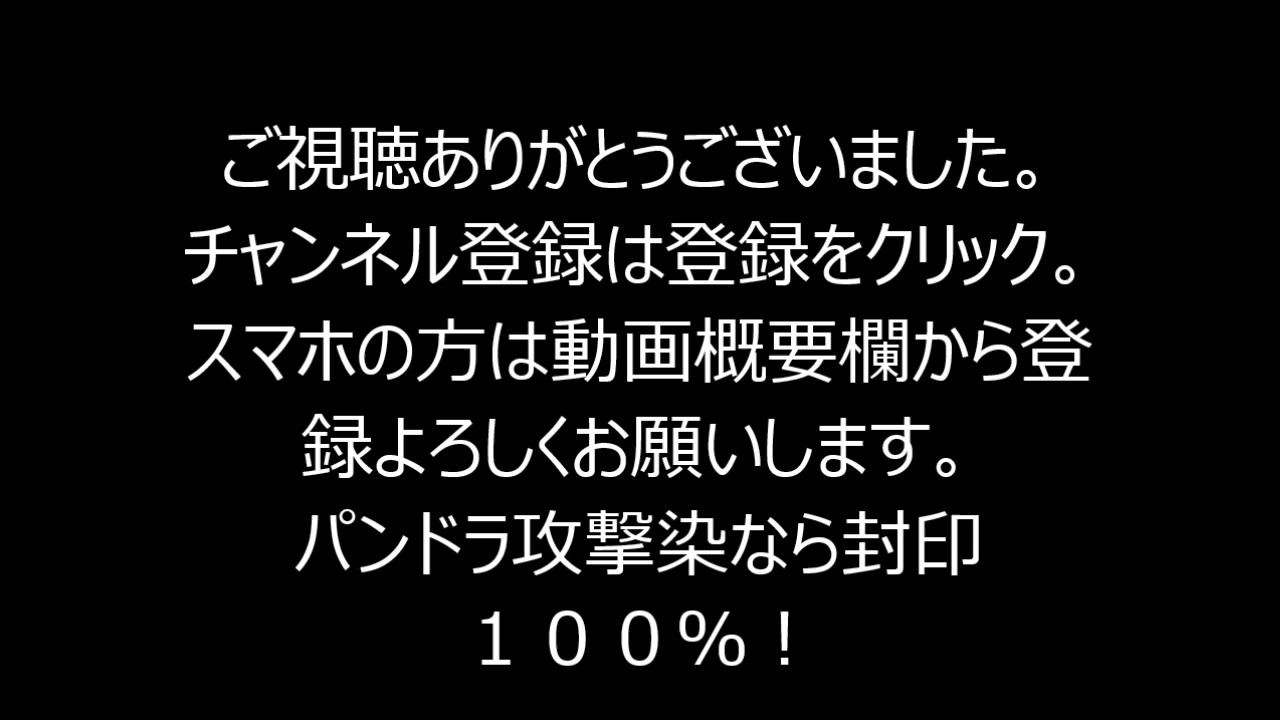 ご視聴ありがとうございました。
チャンネル登録は登録をクリック。
スマホの方は動画概要欄から登
録よろしくお願いします。
パンドラ攻撃染なら封印
１００％！